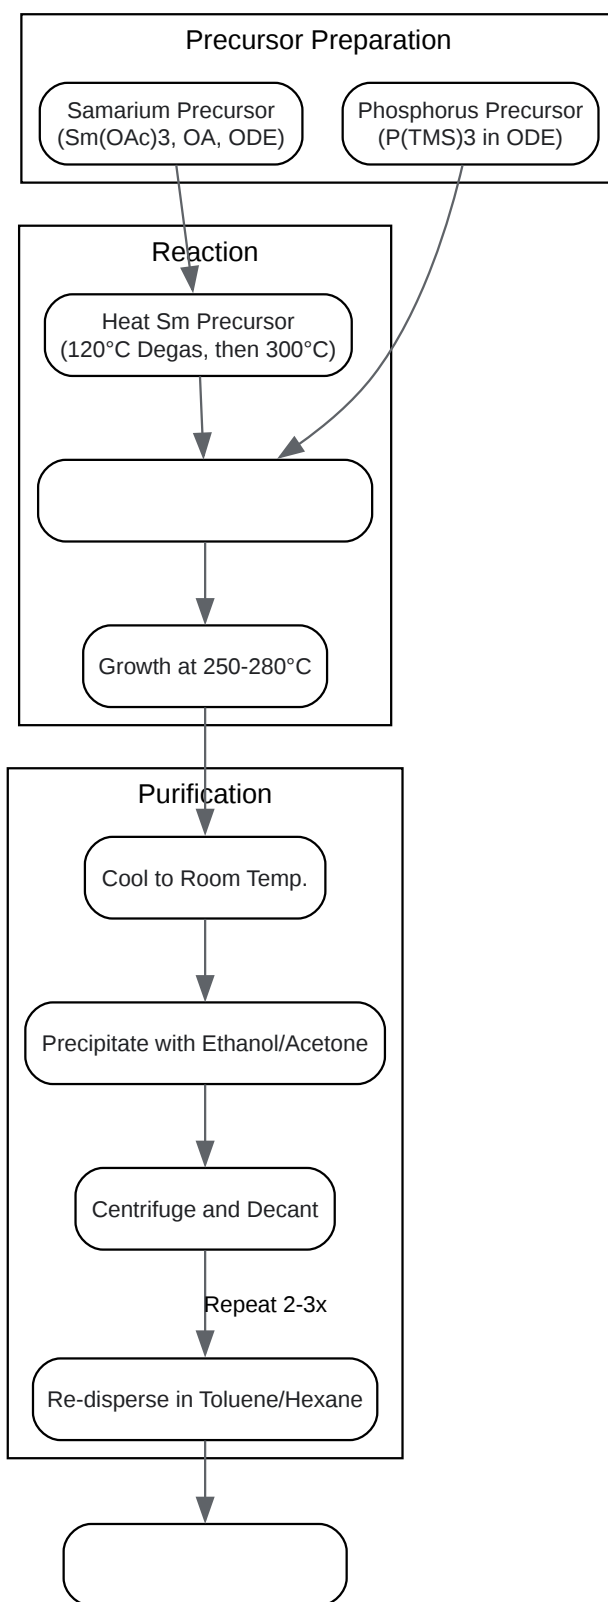 Precursor Preparation
Samarium Precursor
(Sm(OAc)3, OA, ODE)
Phosphorus Precursor
(P(TMS)3 in ODE)
Reaction
Heat Sm Precursor
(120°C Degas, then 300°C)
Growth at 250-280°C
Purification
Cool to Room Temp.
Precipitate with Ethanol/Acetone
Centrifuge and Decant
Repeat 2-3x
Re-disperse in Toluene/Hexane